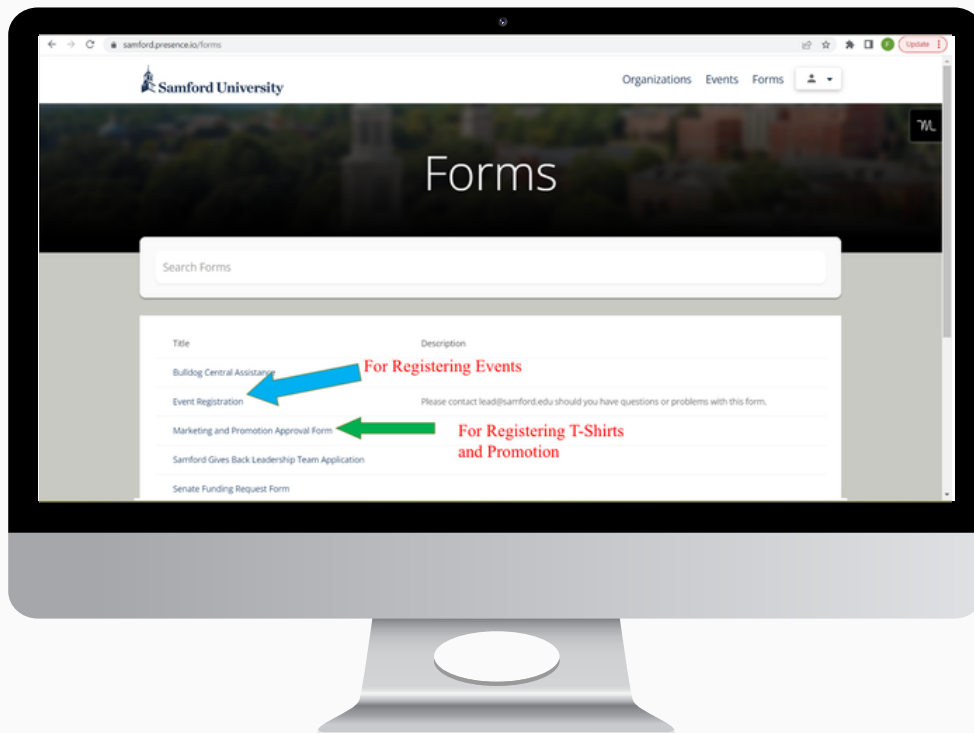 samford.presence.io/forms
Update
Samford University
Organizations Events Forms
Forms
Search Forms
Title Description
Bulldog Central Assistance
For Registering Events
Event Registration Please contact lead@samford.edu should you have questions or problems with this form.
Marketing and Promotion Approval Form
For Registering T-Shirts
and Promotion
Samford Gives Back Leadership Team Application
Senate Funding Request Form